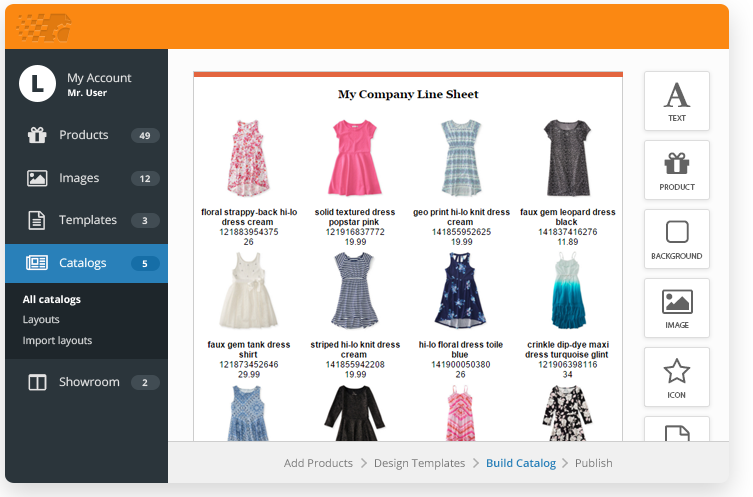 L
My Account
Mr. User
Products 49
Images 12
Templates 3
Catalogs 5
All catalogs
Layouts
Import layouts
Showroom 2
My Company Line Sheet
floral strappy-back hi-lo
dress cream
121883954375
26
solid textured dress
popstar pink
121916837772
19.99
geo print hi-lo knit dress
cream
141855952625
19.99
faux gem leopard dress
black
141837416276
11.89
faux gem tank dress
shirt
121873452646
29.99
striped hi-lo knit dress
cream
141855942208
19.99
hi-lo floral dress toile
blue
141900050380
26
crinkle dip-dye maxi
dress turquoise glint
121906398116
34
A
TEXT
PRODUCT
BACKGROUND
IMAGE
ICON
Add Products > Design Templates > Build Catalog > Publish